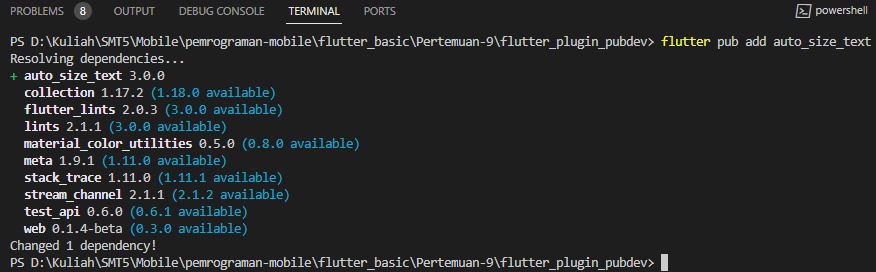 PROBLEMS 8 OUTPUT DEBUG CONSOLE TERMINAL PORTS powershell
PS D:\Kuliah\SMT5\Mobile\pemrograman-mobile\flutter_basic\Pertemuan-9\flutter_plugin_pubdev> flutter pub add auto_size_text
Resolving dependencies...
+ auto_size_text 3.0.0
collection 1.17.2 (1.18.0 available)
flutter_lints 2.0.3 (3.0.0 available)
lints 2.1.1 (3.0.0 available)
material_color_utilities 0.5.0 (0.8.0 available)
meta 1.9.1 (1.11.0 available)
stack_trace 1.11.0 (1.11.1 available)
stream_channel 2.1.1 (2.1.2 available)
test_api 0.6.0 (0.6.1 available)
web 0.1.4-beta (0.3.0 available)
Changed 1 dependency!
PS D:\Kuliah\SMT5\Mobile\pemrograman-mobile\flutter_basic\Pertemuan-9\flutter_plugin_pubdev>